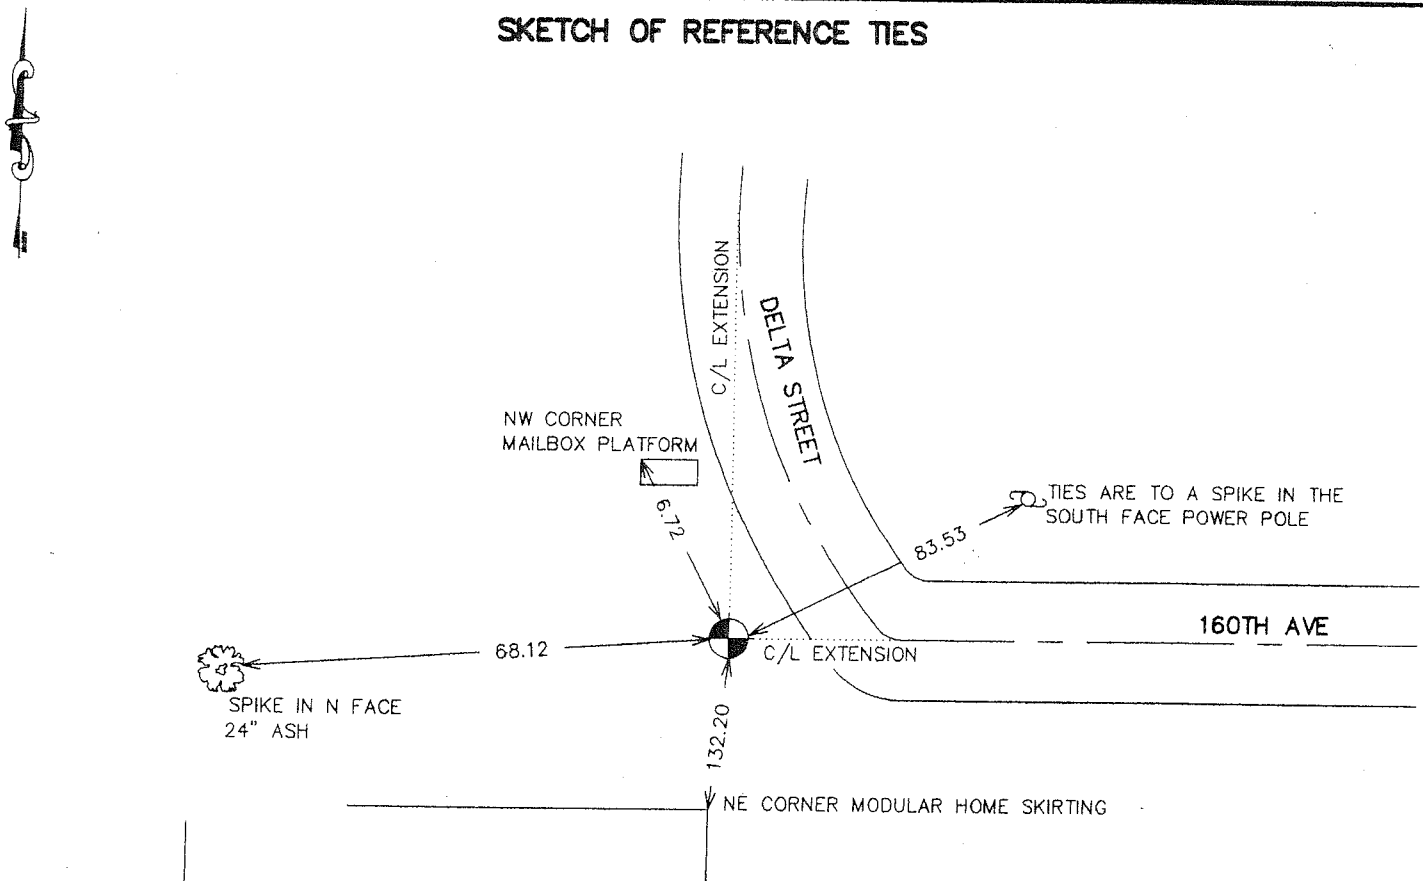 SKETCH OF REFERENCE TIES
C/L EXTENSION
DELTA STREET
NW CORNER
MAILBOX PLATFORM
6.72
TIES ARE TO A SPIKE IN THE
SOUTH FACE POWER POLE
83.53
160TH AVE
68.12
C/L EXTENSION
SPIKE IN N FACE
24" ASH
132.20
NE CORNER MODULAR HOME SKIRTING